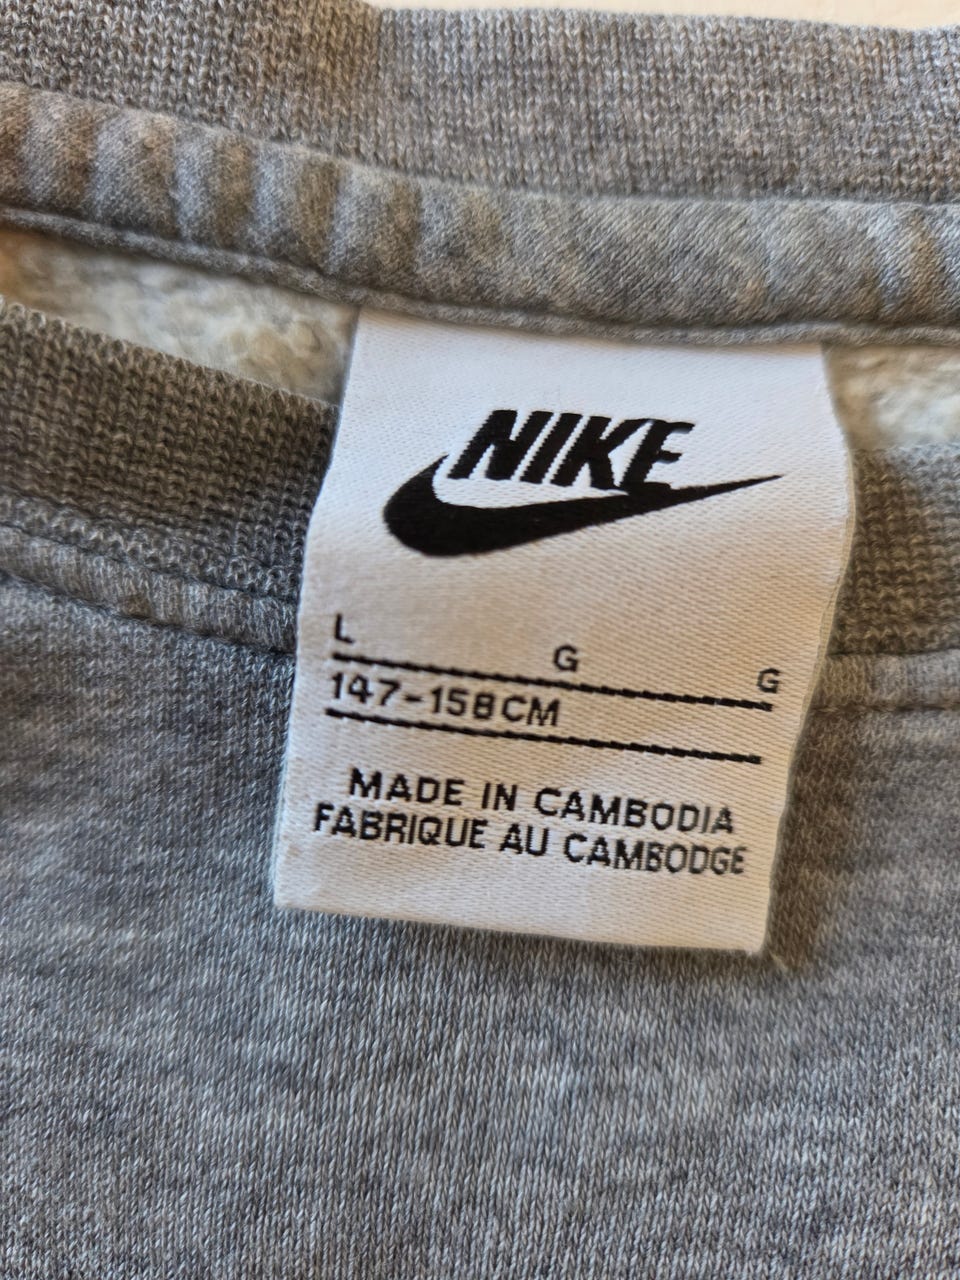 NIKE
L G G
147-158CM
MADE IN CAMBODIA
FABRIQUE AU CAMBODGE